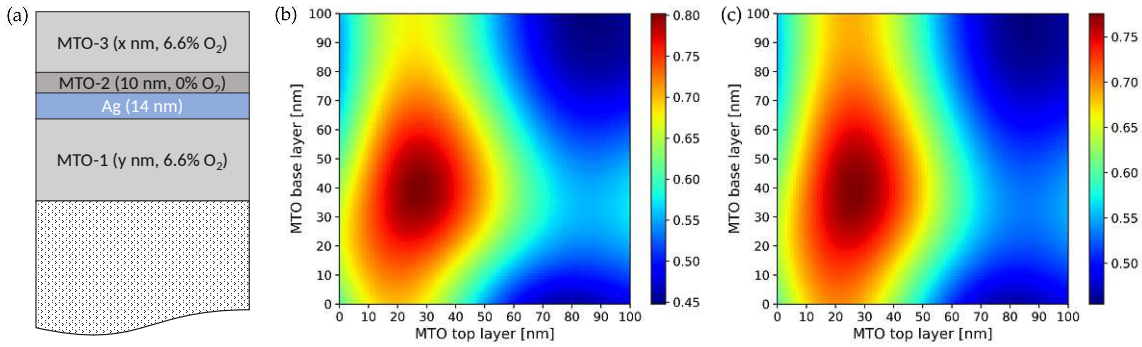 (a)
MTO-3 (x nm, 6.6% O₂)
MTO-2 (10 nm, 0% O₂)
Ag (14 nm)
MTO-1 (y nm, 6.6% O₂)
(b)
MTO base layer [nm]
100
90
80
70
60
50
40
30
20
10
0
0 10 20 30 40 50 60 70 80 90 100
MTO top layer [nm]
0.80
0.75
0.70
0.65
0.60
0.55
0.50
0.45
(c)
MTO base layer [nm]
100
90
80
70
60
50
40
30
20
10
0
0 10 20 30 40 50 60 70 80 90 100
MTO top layer [nm]
0.75
0.70
0.65
0.60
0.55
0.50